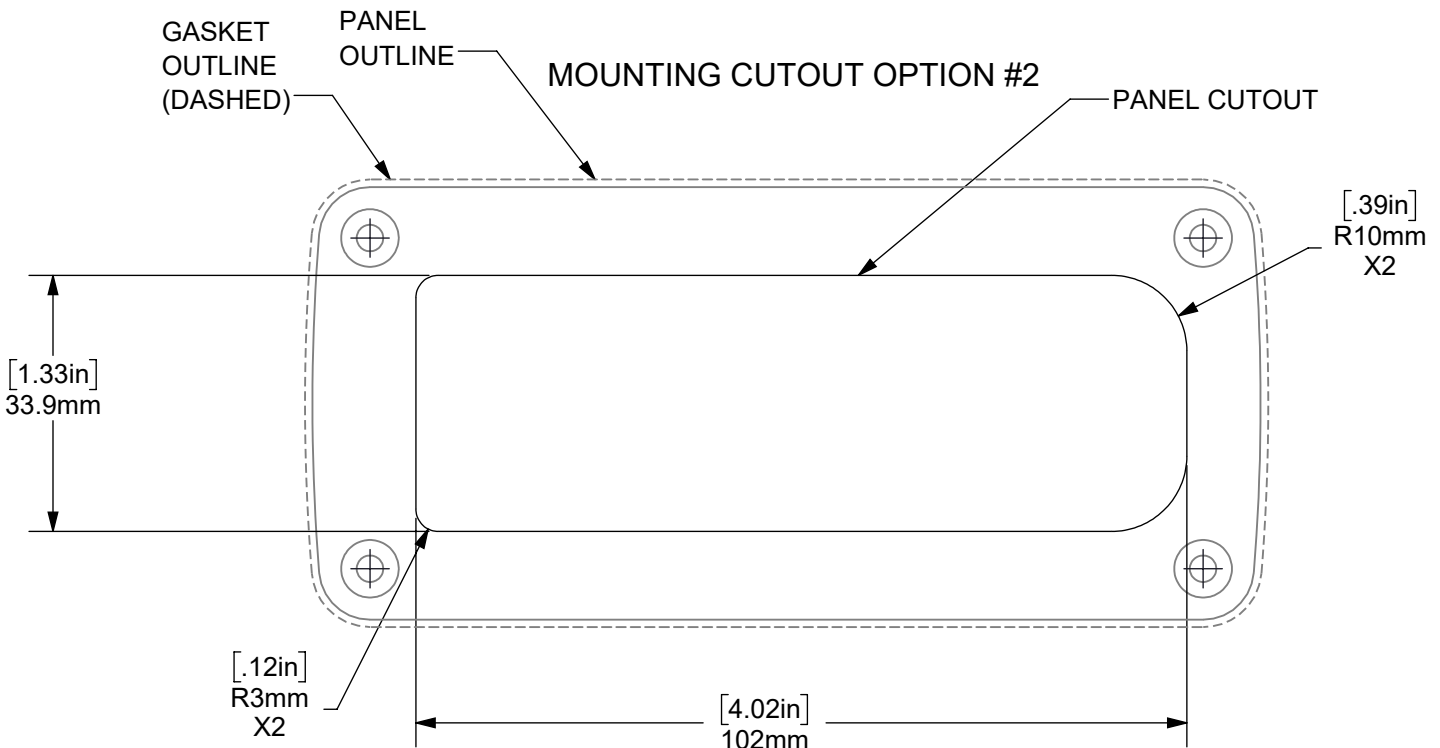 GASKET
OUTLINE
(DASHED)
PANEL
OUTLINE
MOUNTING CUTOUT OPTION #2
PANEL CUTOUT
[.39in]
R10mm
X2
[1.33in]
33.9mm
[.12in]
R3mm
X2
[4.02in]
102mm